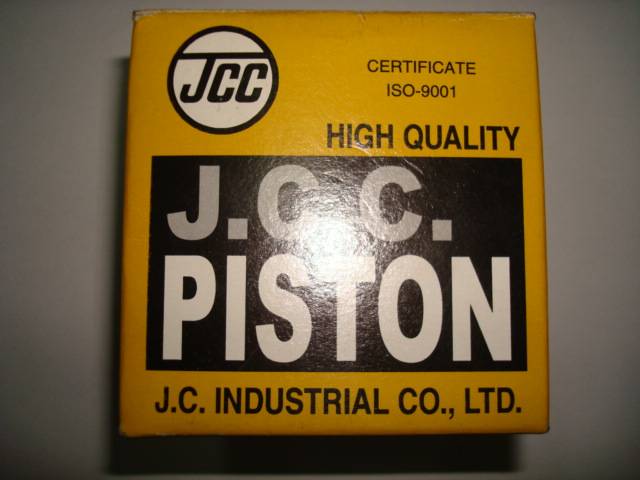 JCC
CERTIFICATE
ISO-9001
HIGH QUALITY
J.C.C.
PISTON
J.C. INDUSTRIAL CO., LTD.